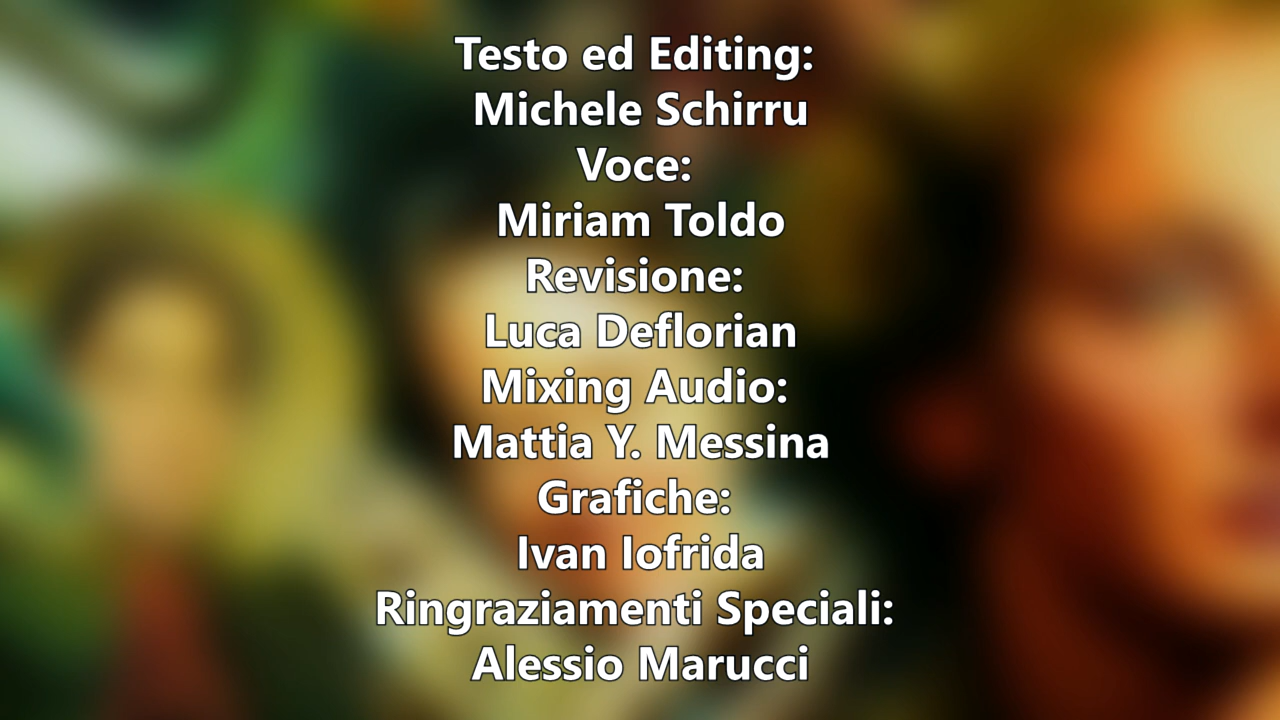 Testo ed Editing:
Michele Schirru
Voce:
Miriam Toldo
Revisione:
Luca Deflorian
Mixing Audio:
Mattia Y. Messina
Grafiche:
Ivan Iofrida
Ringraziamenti Speciali:
Alessio Marucci